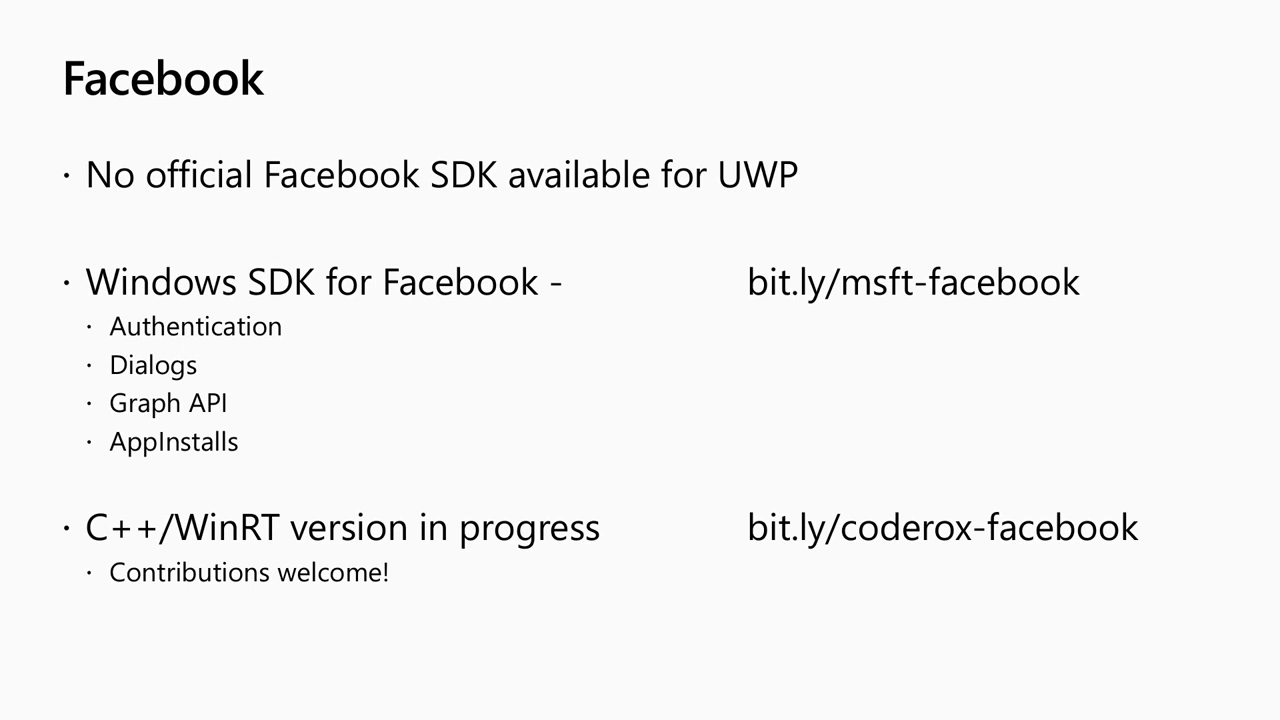 Facebook
· No official Facebook SDK available for UWP
· Windows SDK for Facebook - bit.ly/msft-facebook
· Authentication
· Dialogs
· Graph API
· AppInstalls
· C++/WinRT version in progress bit.ly/coderox-facebook
· Contributions welcome!